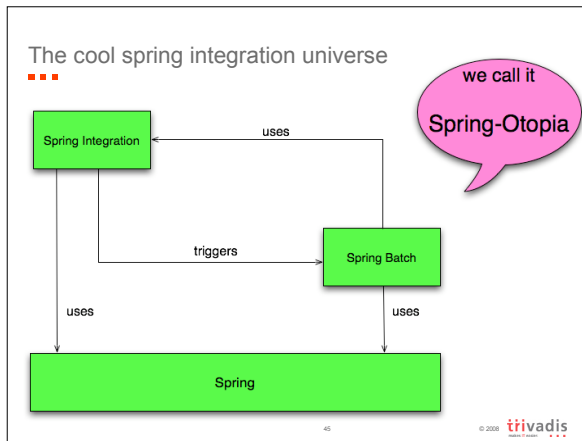 The cool spring integration universe
we call it
Spring-Otopia
Spring Integration
uses
triggers
Spring Batch
uses
uses
Spring
45
© 2008
trivadis